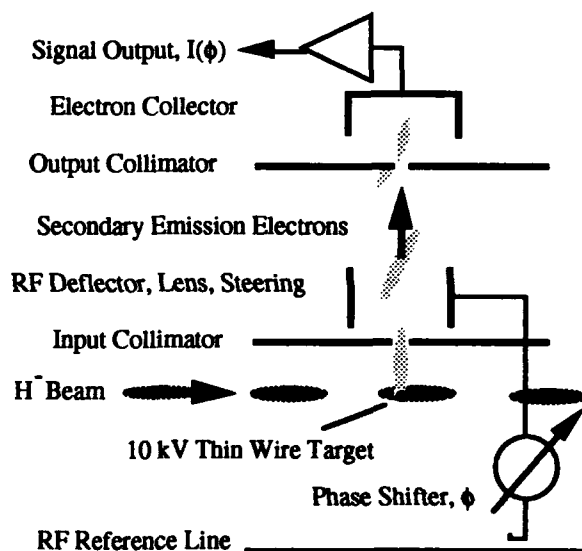 Signal Output, I(ϕ)
Electron Collector
Output Collimator
Secondary Emission Electrons
RF Deflector, Lens, Steering
Input Collimator
H⁻ Beam
10 kV Thin Wire Target
Phase Shifter, ϕ
RF Reference Line